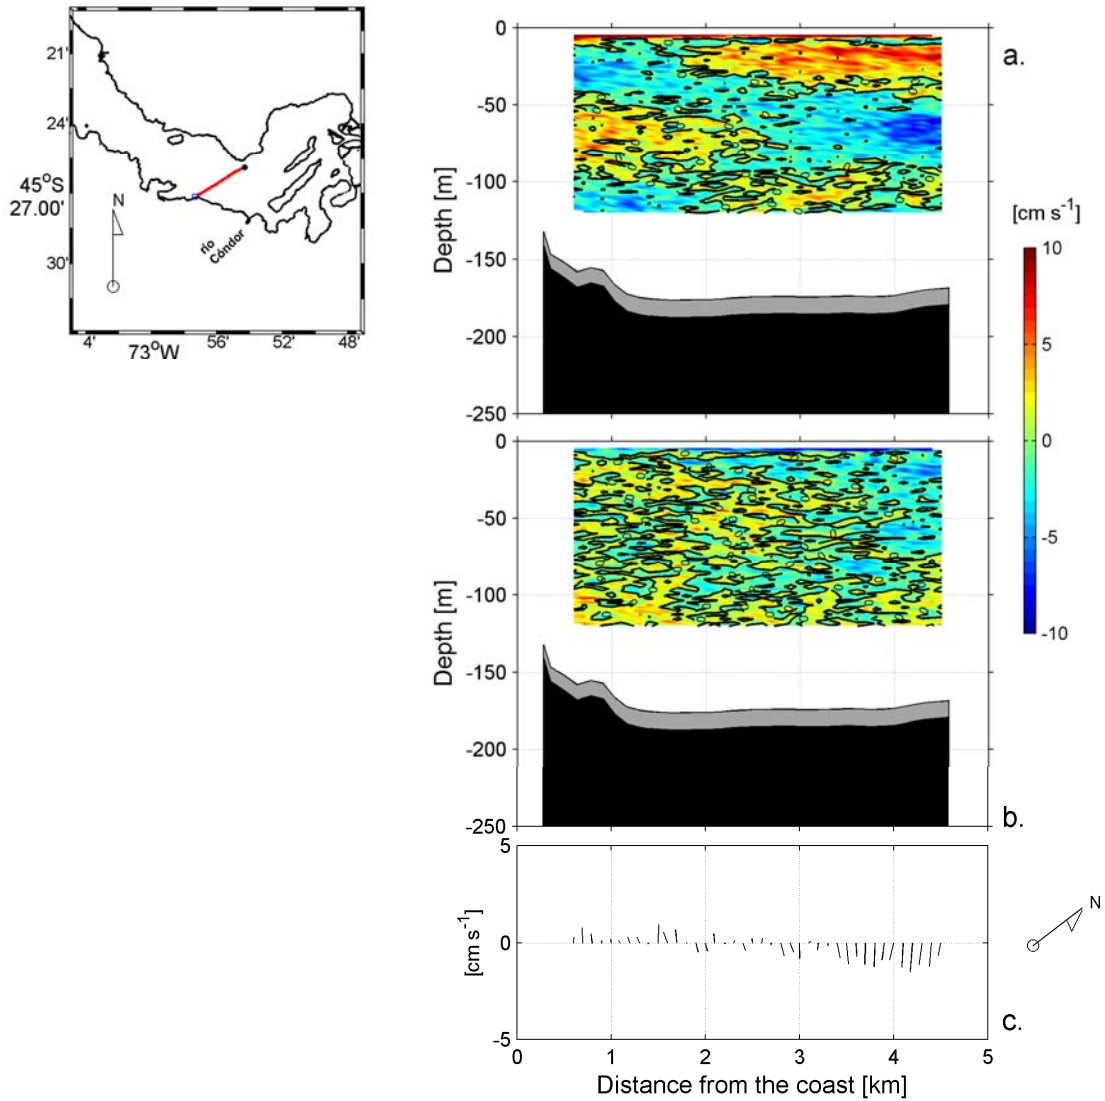 21'
24'
45°S
27.00'
30'
N
río
Cóndor
4'
73°W
56'
52'
48'
0
-50
-100
-150
-200
-250
Depth [m]
a.
[cm s-1]
10
5
0
-5
-10
0
-50
-100
-150
-200
-250
Depth [m]
b.
5
0
-5
[cm s-1]
N
c.
0
1
2
3
4
5
Distance from the coast [km]